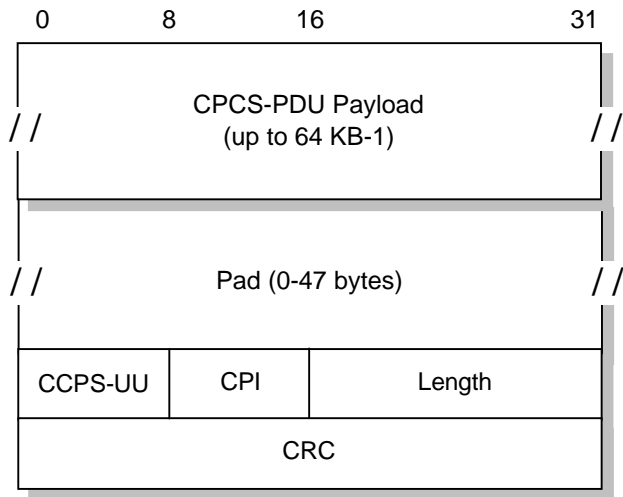 0 8 16 31
CPCS-PDU Payload
(up to 64 KB-1)
Pad (0-47 bytes)
CCPS-UU CPI Length
CRC